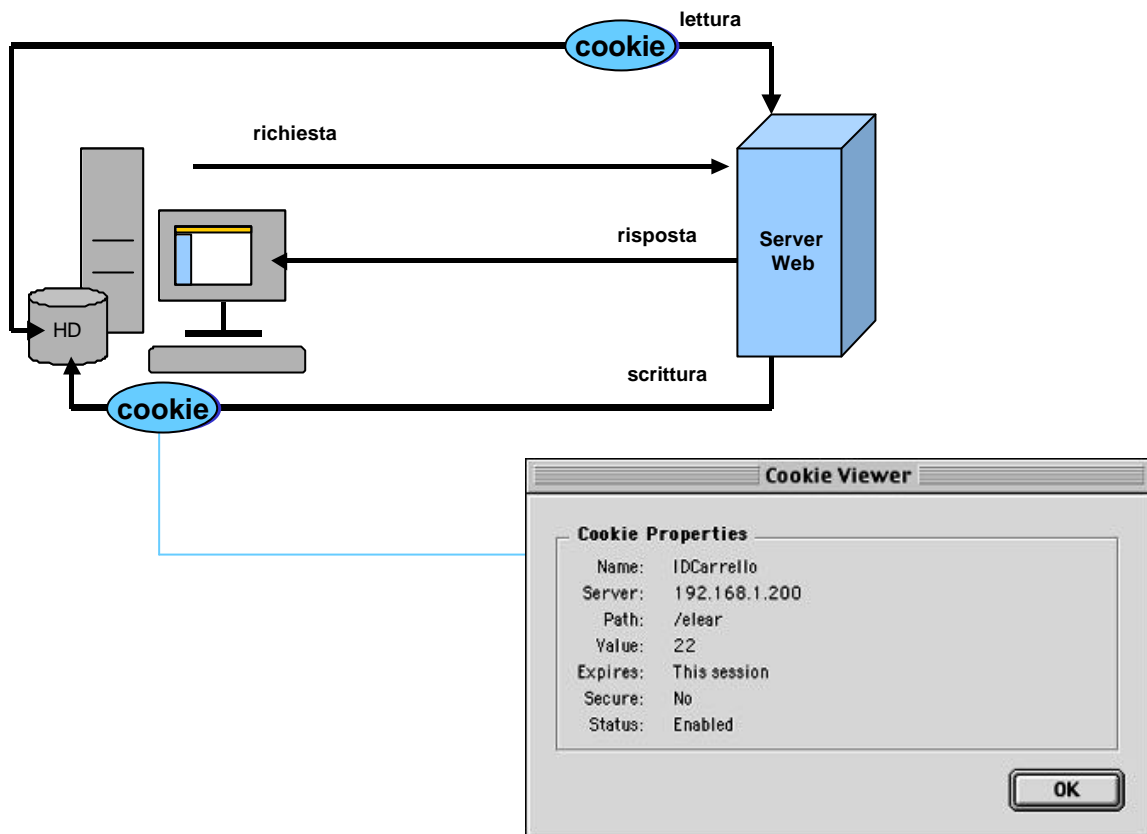 lettura
cookie
richiesta
risposta
Server
Web
HD
scrittura
cookie
Cookie Viewer
Cookie Properties
Name: IDCarrello
Server: 192.168.1.200
Path: /elear
Value: 22
Expires: This session
Secure: No
Status: Enabled
OK